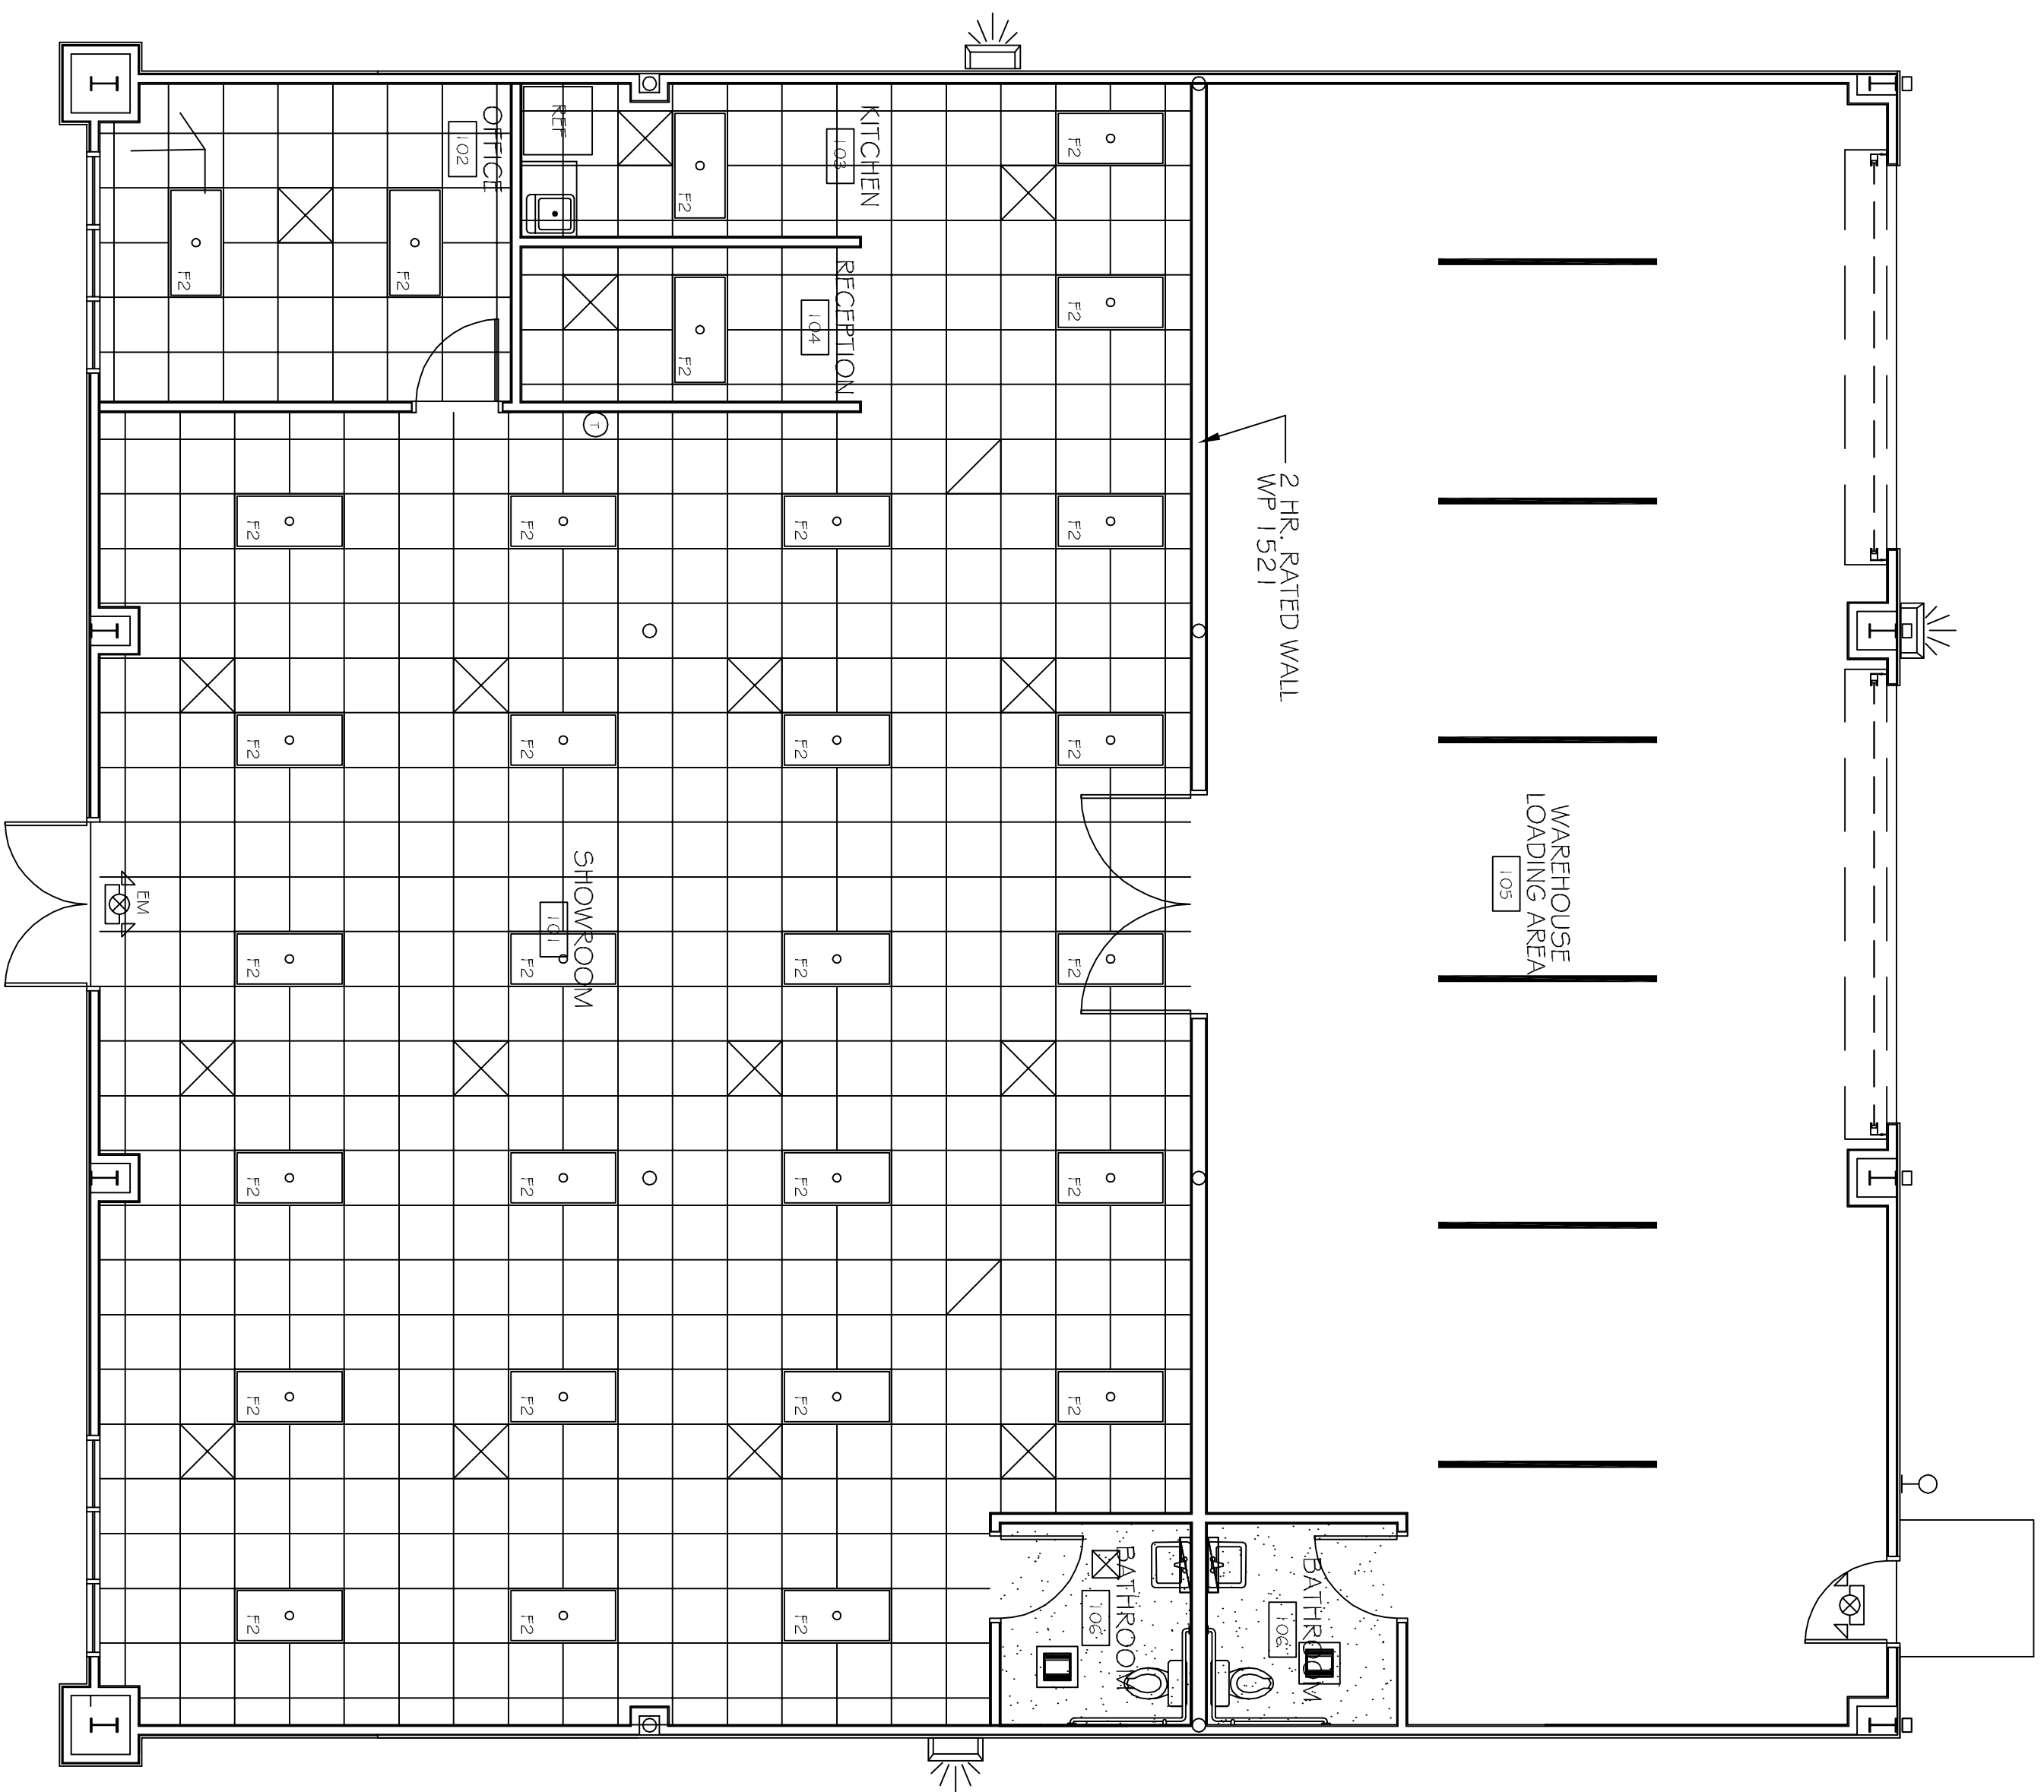 WAREHOUSE
LOADING AREA
105
BATHROOM
106
2 HR. RATED WALL
WP 1521
BATHROOM
106
F2
F2
F2
F2
F2
F2
F2
KITCHEN
103
RECEPTION
104
F2
F2
F2
F2
F2
F2
F2
F2
SHOWROOM
101
REF
F2
F2
F2
F2
F2
F2
OFFICE
102
F2
F2
F2
F2
F2
F2
F2
F2
EM
T